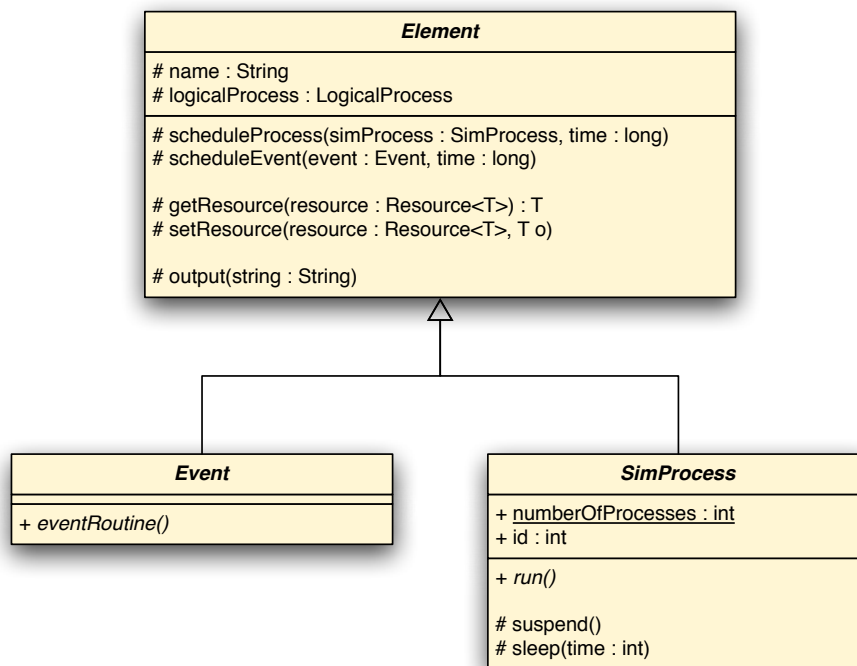 Element
# name : String
# logicalProcess : LogicalProcess
# scheduleProcess(simProcess : SimProcess, time : long)
# scheduleEvent(event : Event, time : long)
# getResource(resource : Resource<T>) : T
# setResource(resource : Resource<T>, T o)
# output(string : String)
Event
+ eventRoutine()
SimProcess
+ numberOfProcesses : int
+ id : int
+ run()
# suspend()
# sleep(time : int)